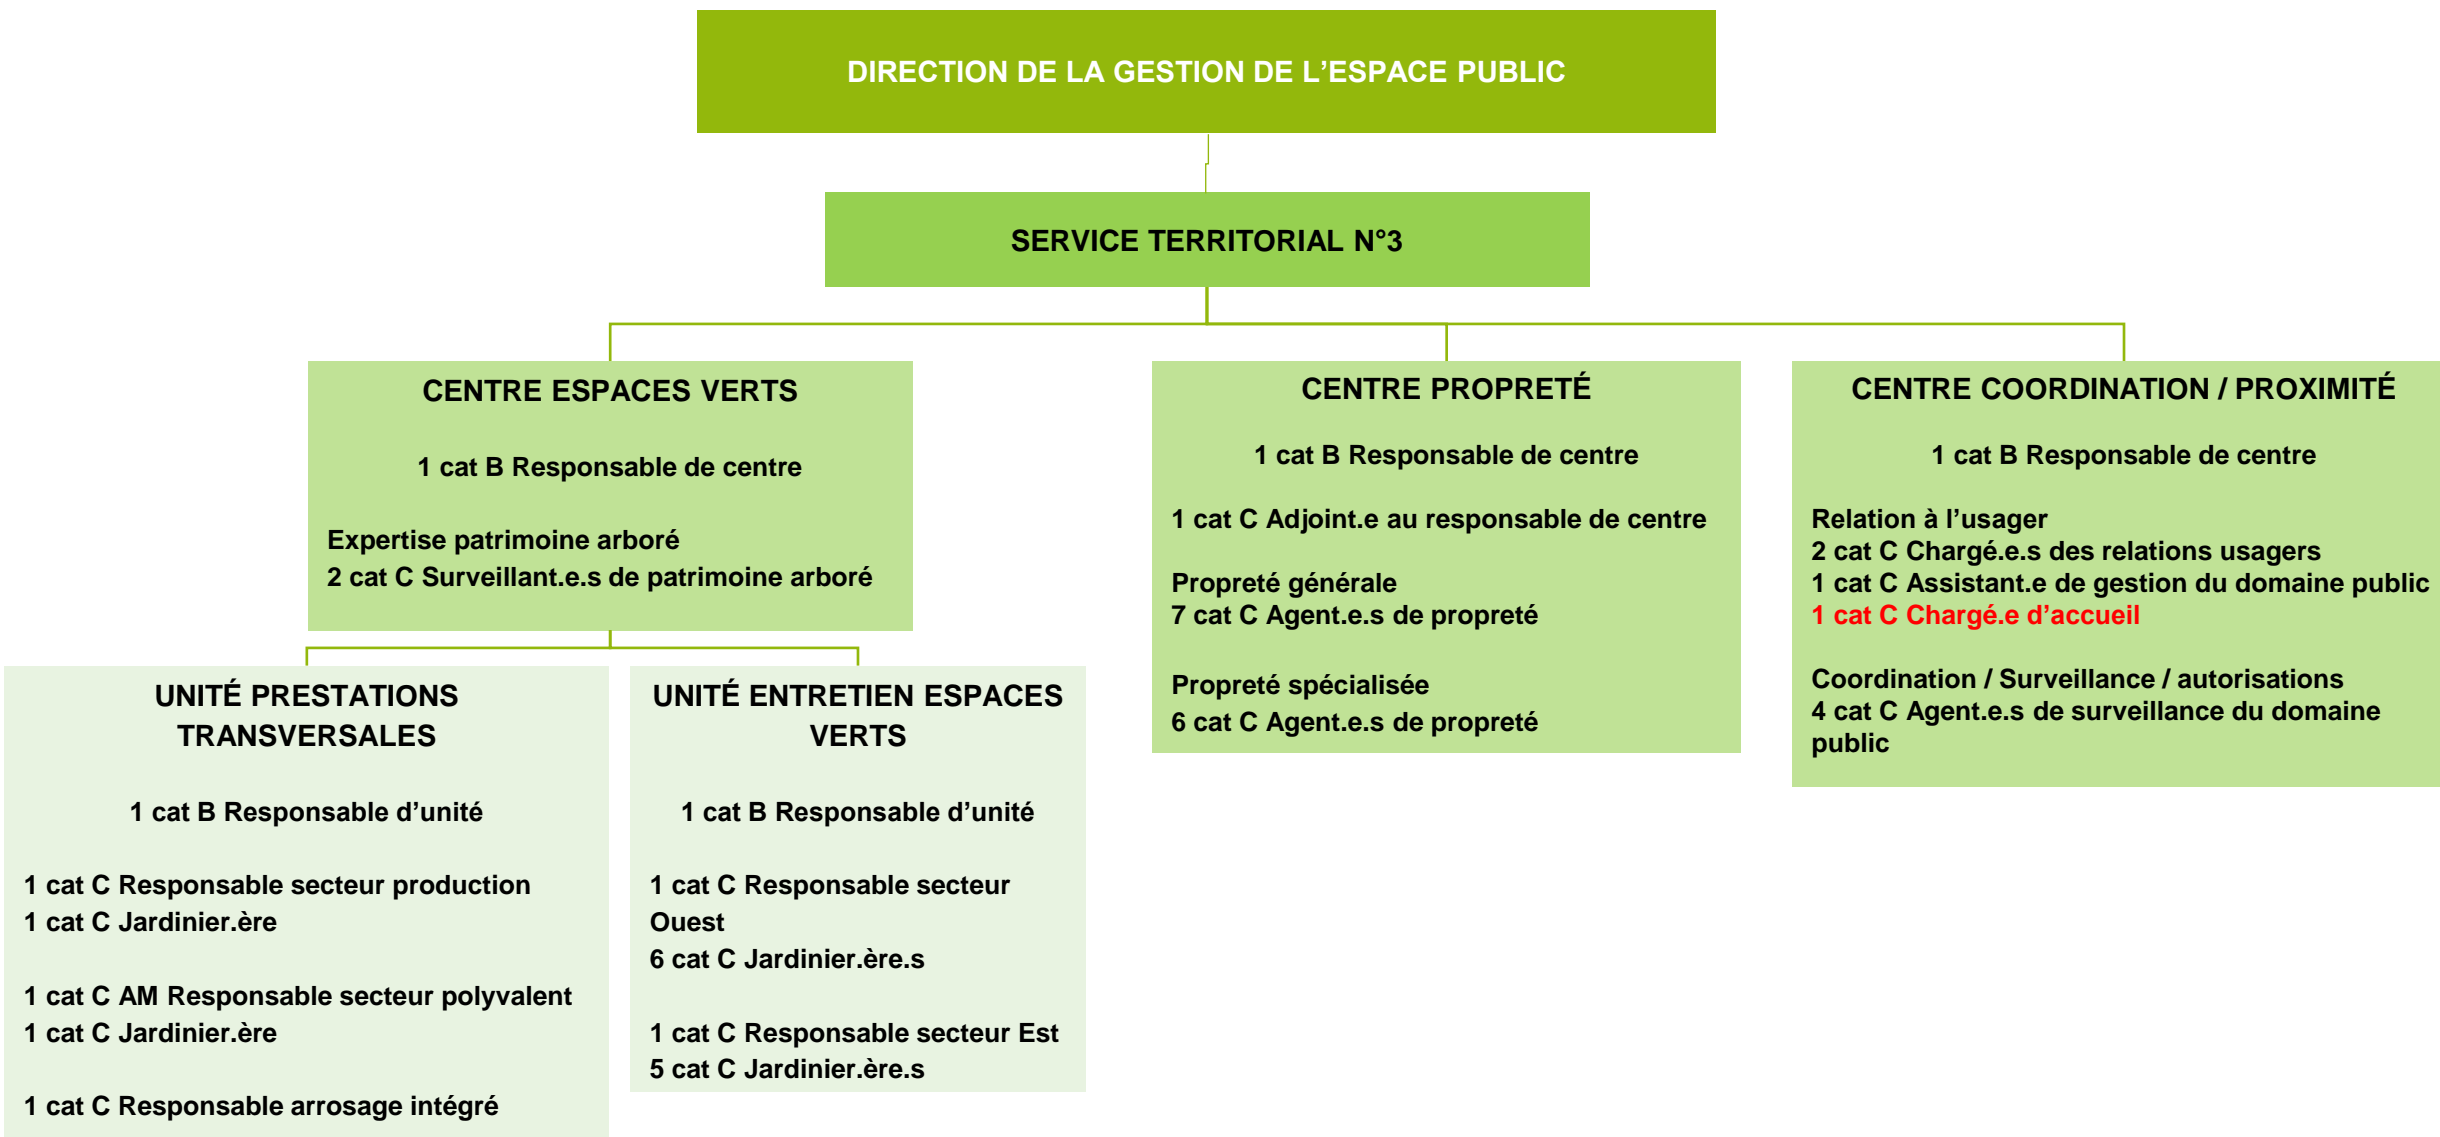 DIRECTION DE LA GESTION DE L’ESPACE PUBLIC
SERVICE TERRITORIAL N°3
CENTRE ESPACES VERTS
1 cat B Responsable de centre
Expertise patrimoine arboré
2 cat C Surveillant.e.s de patrimoine arboré
UNITÉ PRESTATIONS
TRANSVERSALES
1 cat B Responsable d’unité
1 cat C Responsable secteur production
1 cat C Jardinier.ère
1 cat C AM Responsable secteur polyvalent
1 cat C Jardinier.ère
1 cat C Responsable arrosage intégré
UNITÉ ENTRETIEN ESPACES
VERTS
1 cat B Responsable d’unité
1 cat C Responsable secteur
Ouest
6 cat C Jardinier.ère.s
1 cat C Responsable secteur Est
5 cat C Jardinier.ère.s
CENTRE PROPRETÉ
1 cat B Responsable de centre
1 cat C Adjoint.e au responsable de centre
Propreté générale
7 cat C Agent.e.s de propreté
Propreté spécialisée
6 cat C Agent.e.s de propreté
CENTRE COORDINATION / PROXIMITÉ
1 cat B Responsable de centre
Relation à l’usager
2 cat C Chargé.e.s des relations usagers
1 cat C Assistant.e de gestion du domaine public
1 cat C Chargé.e d’accueil
Coordination / Surveillance / autorisations
4 cat C Agent.e.s de surveillance du domaine
public